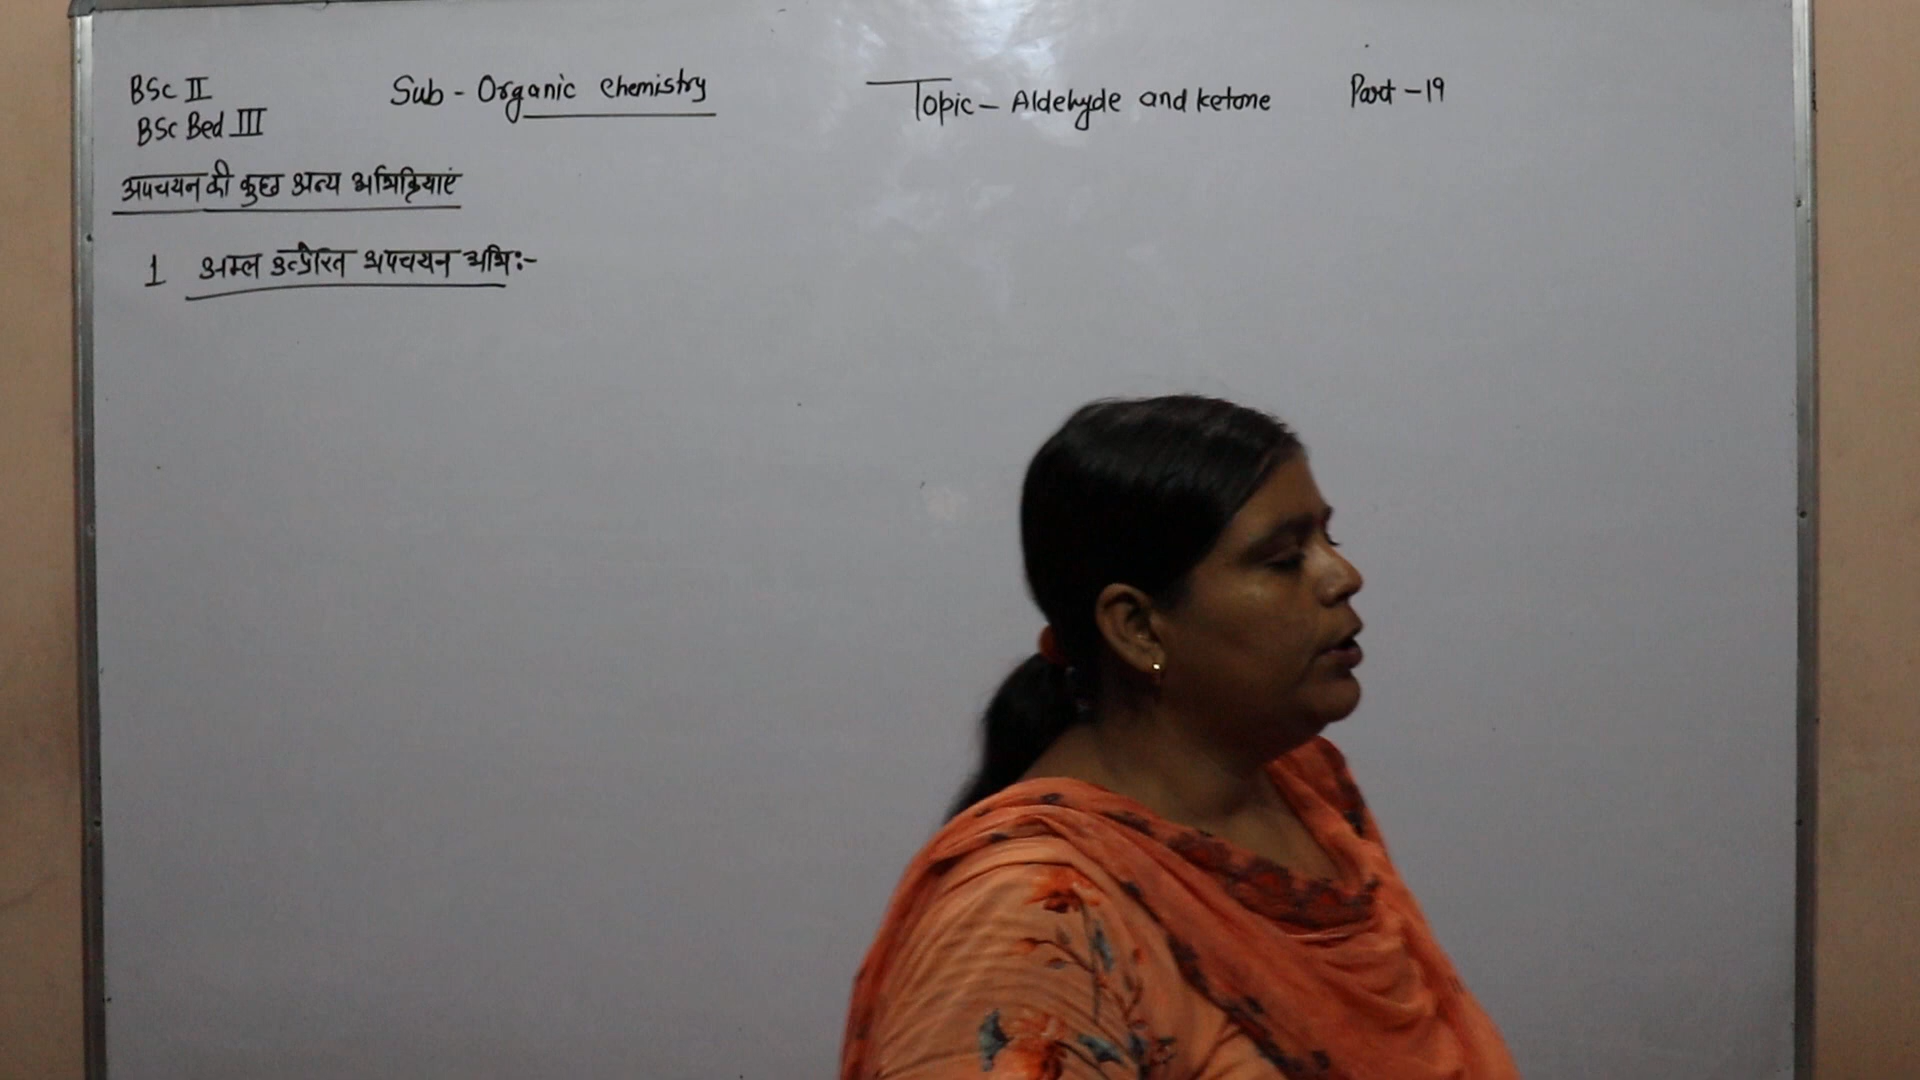 BSc II Sub - Organic chemistry Topic - Aldehyde and ketone Part - 19
BSc Bed III
अपचयन की कुछ अन्य अभिक्रियाएं
1 अम्ल उत्प्रेरित अपचयन अभि:-